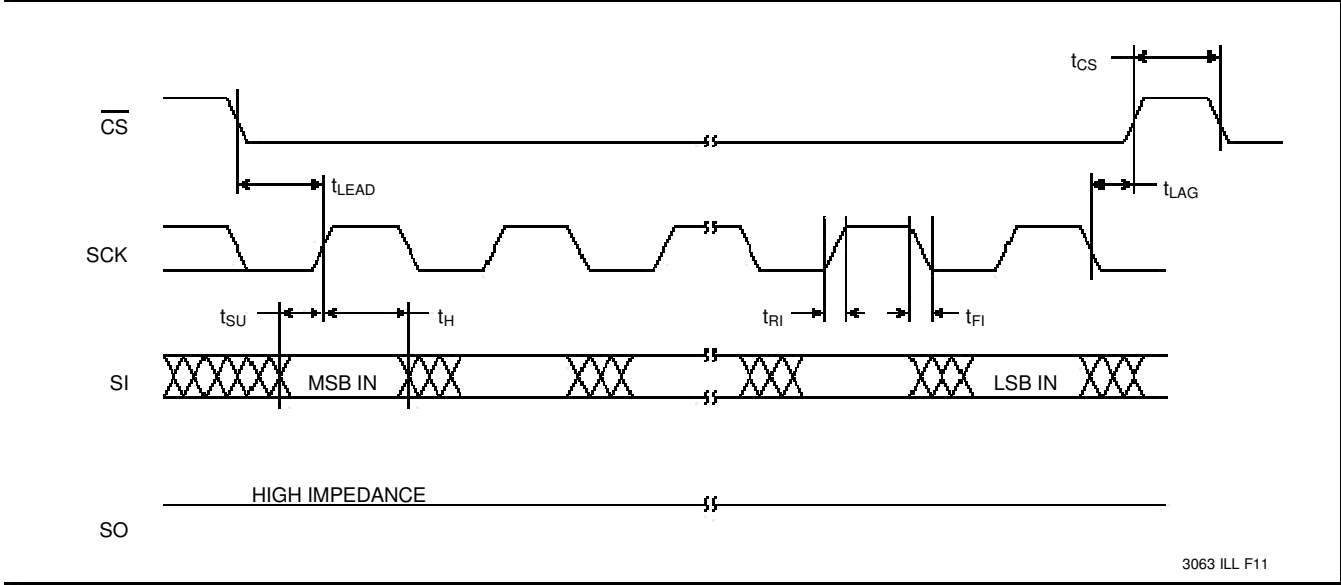 tCS
CS
tLEAD
tLAG
SCK
tSU
tH
tRI
tFI
SI
MSB IN
LSB IN
HIGH IMPEDANCE
SO
3063 ILL F11